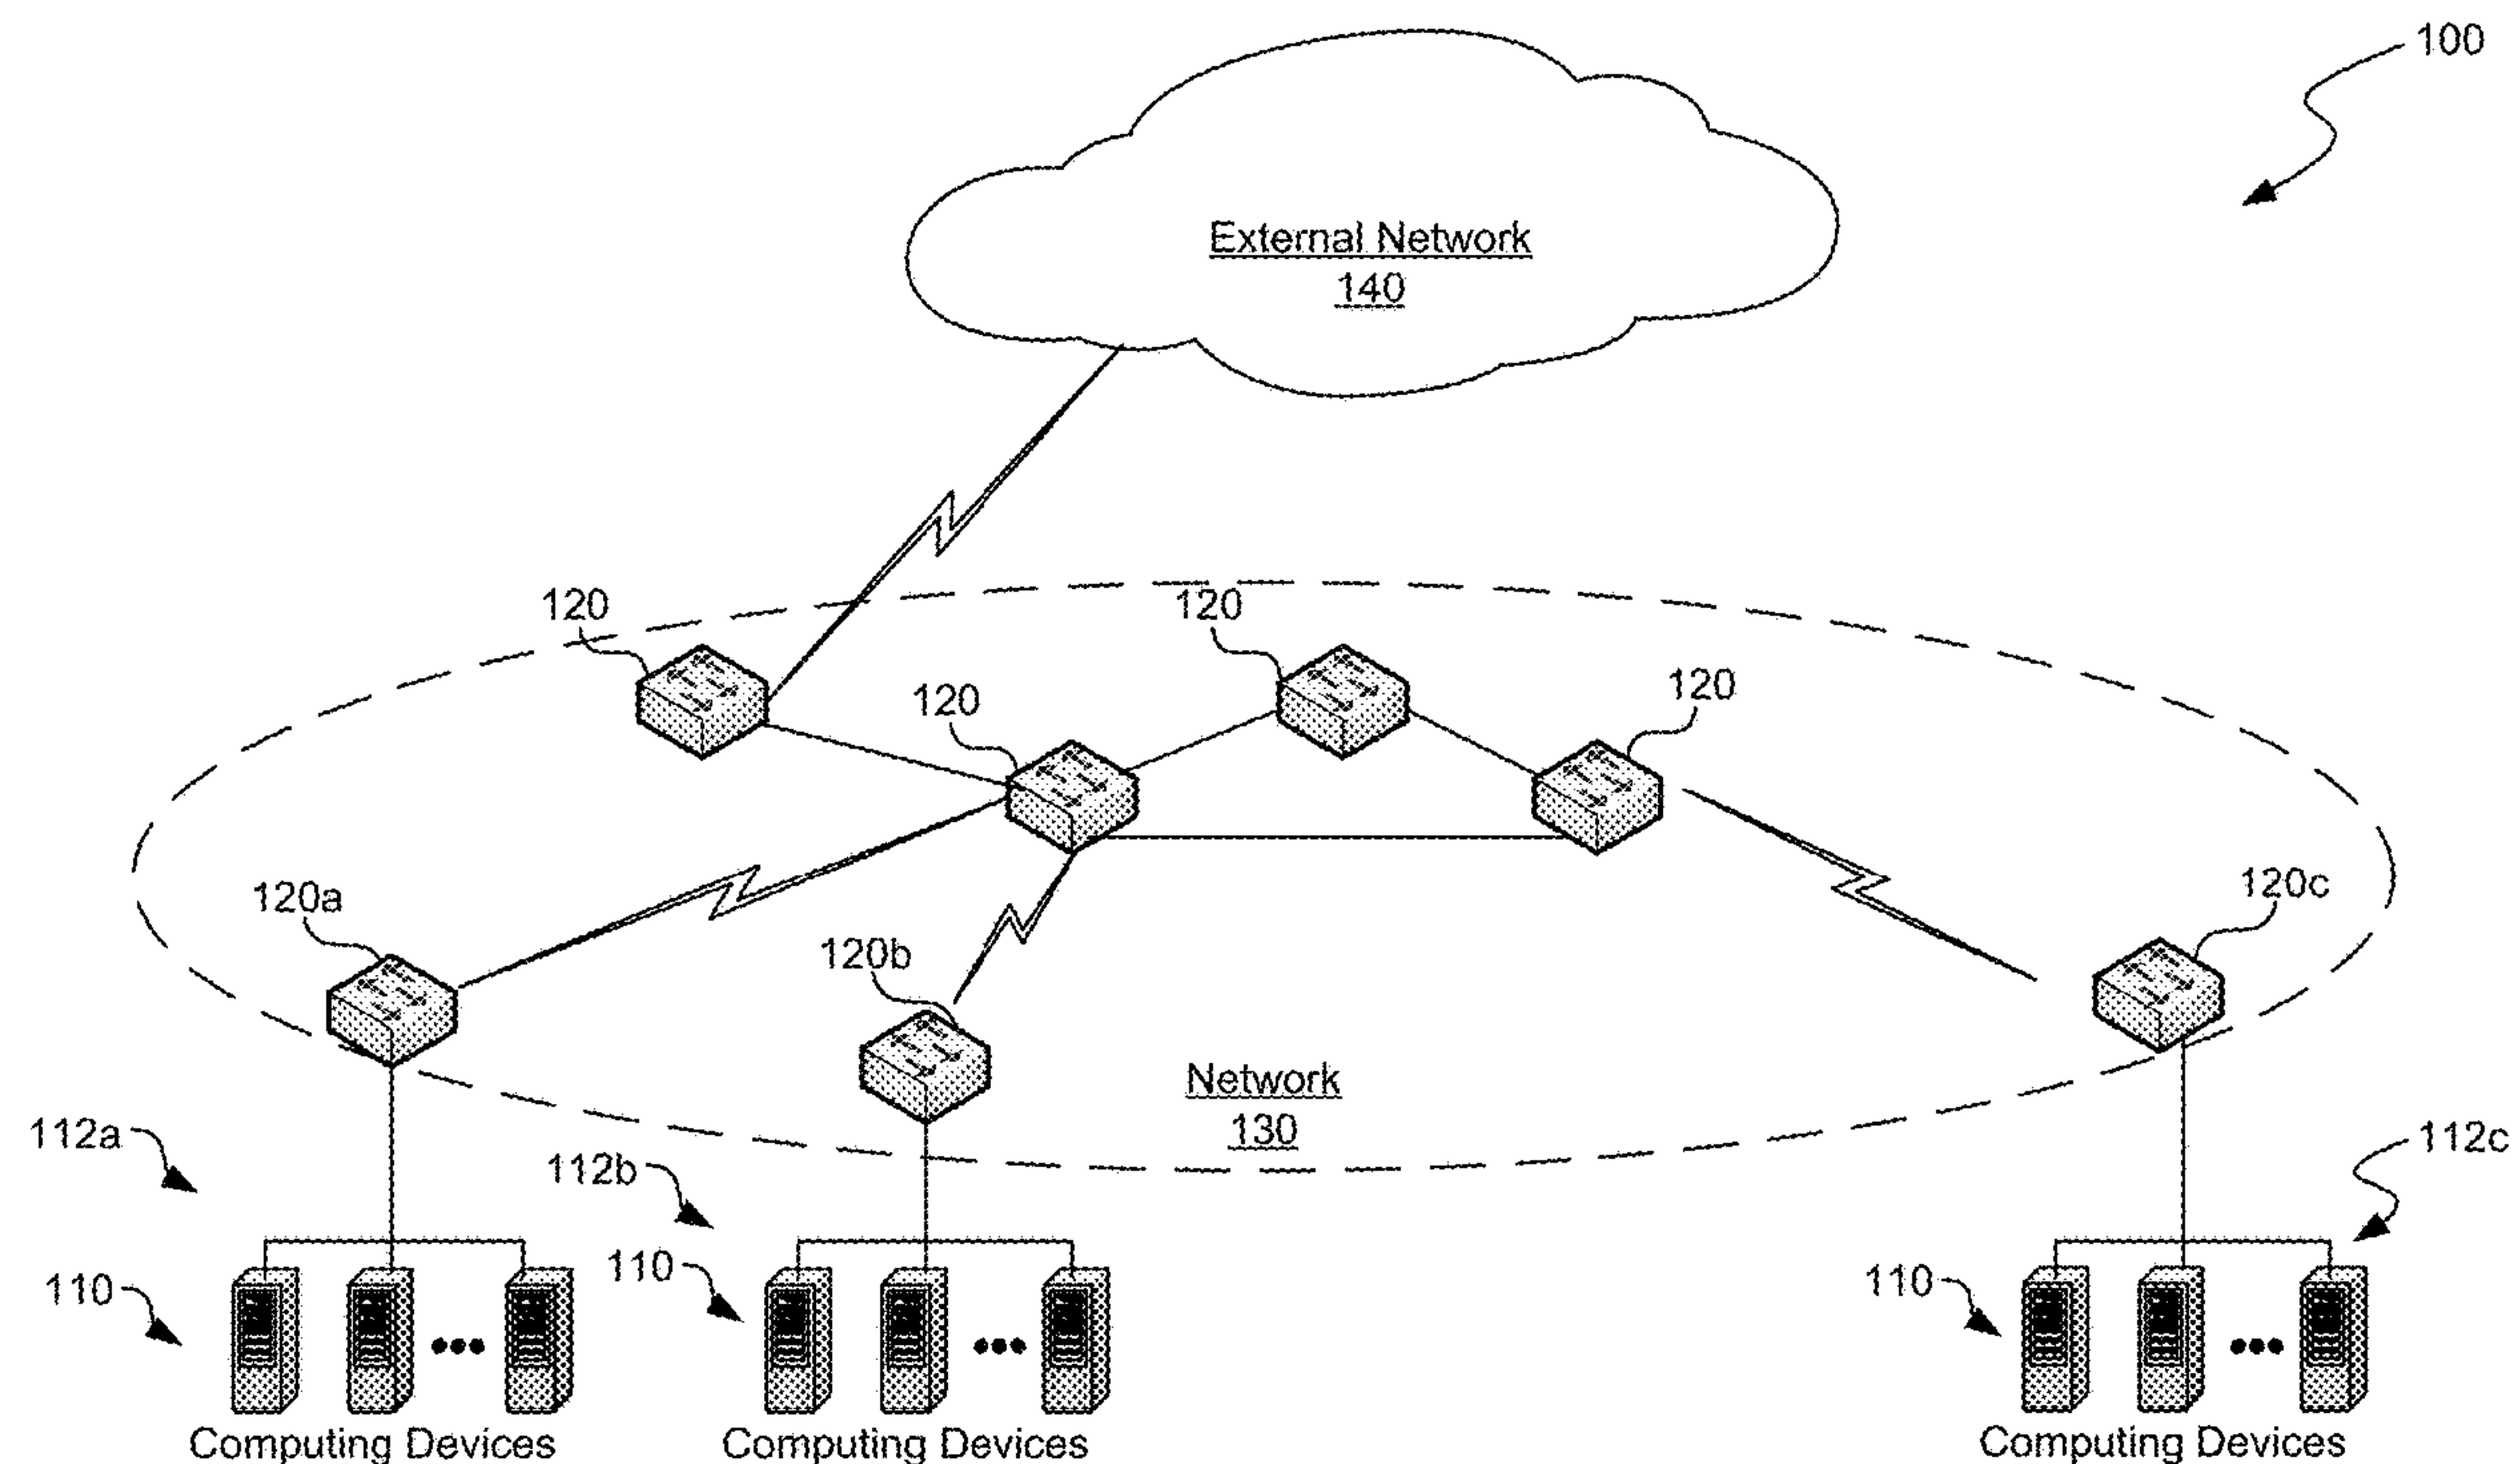 100
External Network
140
120
120
120
120
120a
120c
120b
Network
130
112a
112b
112c
110
110
110
Computing Devices
Computing Devices
Computing Devices